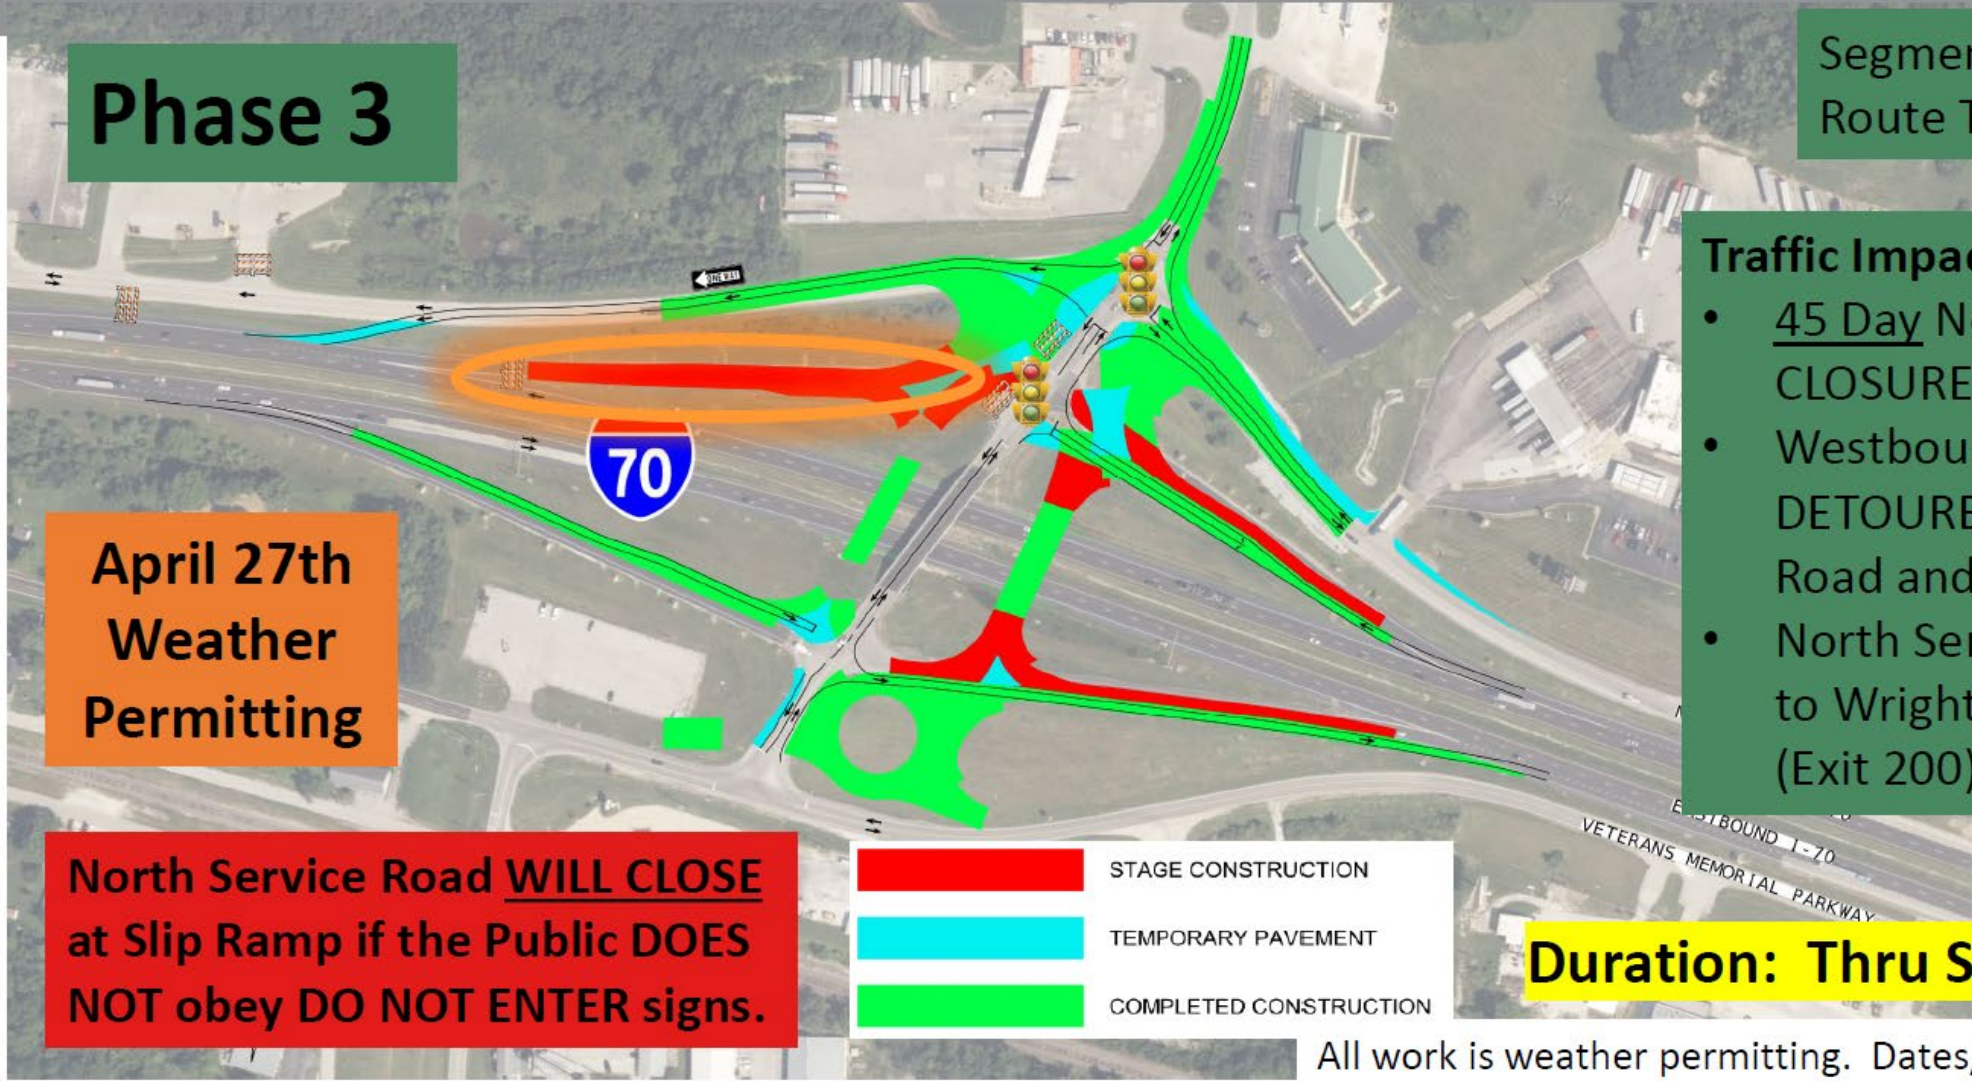 Phase 3
Segmen
Route T
ONE WAY
Traffic Impac
• 45 Day N
CLOSURE
• Westbou
DETOURE
Road and
• North Ser
to Wright
(Exit 200)
70
April 27th
Weather
Permitting
EASTBOUND I-70
VETERANS MEMORIAL PARKWAY
North Service Road WILL CLOSE
at Slip Ramp if the Public DOES
NOT obey DO NOT ENTER signs.
STAGE CONSTRUCTION
TEMPORARY PAVEMENT
COMPLETED CONSTRUCTION
Duration: Thru S
All work is weather permitting. Dates,